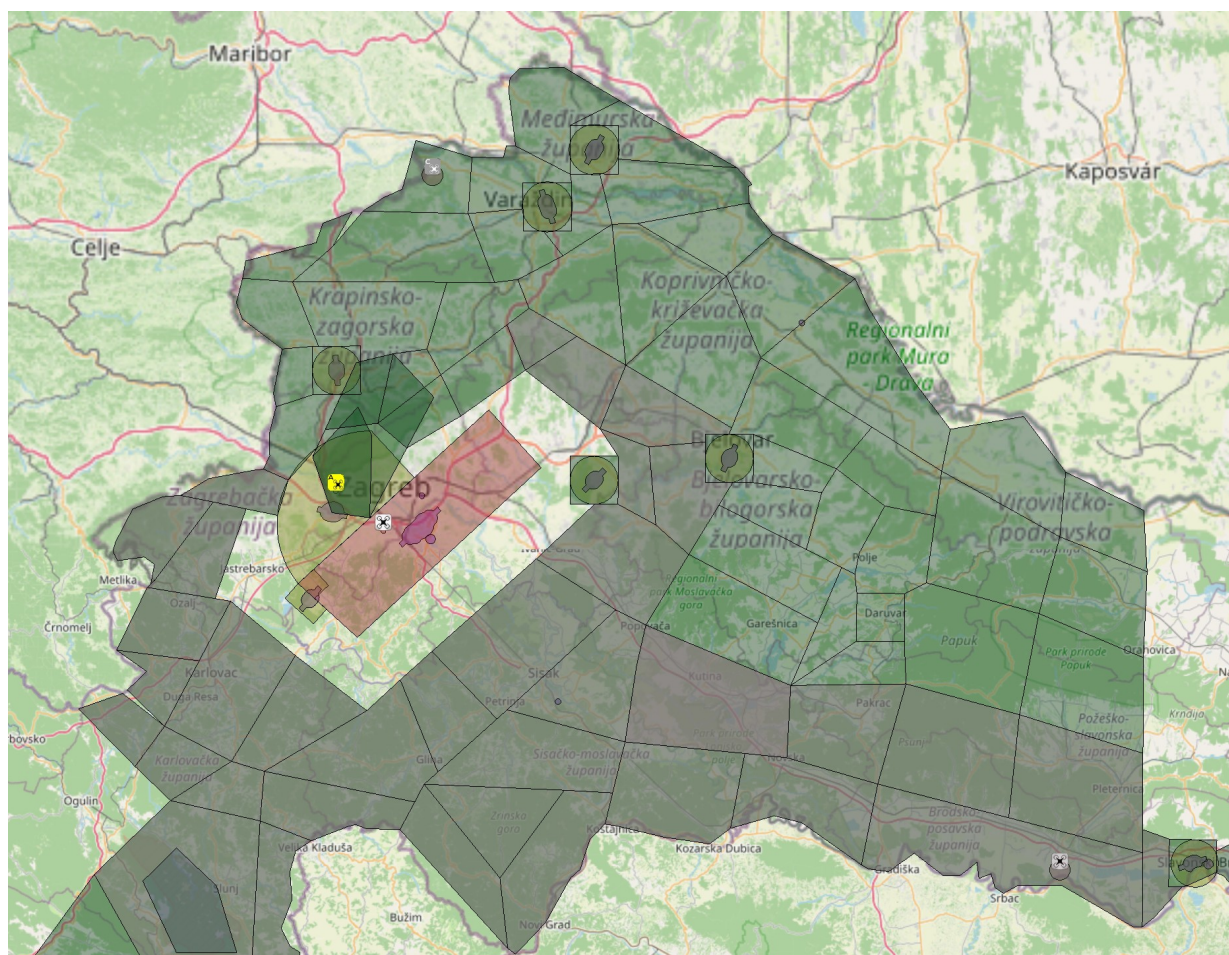 Maribor
Međimurska
županija
Kaposvár
Varaždin
Celje
Krapinsko-
zagorska
županija
Koprivničko-
križevačka
županija
Regionalni
park Mura
- Drava
Bjelovar
Bjelovarsko-
bilogorska
županija
Zagreb
Zagrebačka
županija
Virovitičko-
podravska
županija
Metlika
Jastrebarsko
Ozalj
Črnomelj
Regionalni
park Moslavačka
gora
Polje
Daruvar
Garešnica
Popovača
Papuk
Park prirode
Papuk
Orahovica
Karlovac
Duga Resa
Sisak
Petrinja
Kutina
Pakrac
Požeško-
slavonska
županija
Krndija
Karlovačka
županija
Glina
Sisačko-moslavačka
županija
polje
Novska
Psunj
Pleternica
Ogulin
Zrinska
gora
Kostajnica
Brodsko-
posavska
županija
Velika Kladuša
Kozarska Dubica
Gradiška
Srbac
Slunj
Bužim
Novi Grad